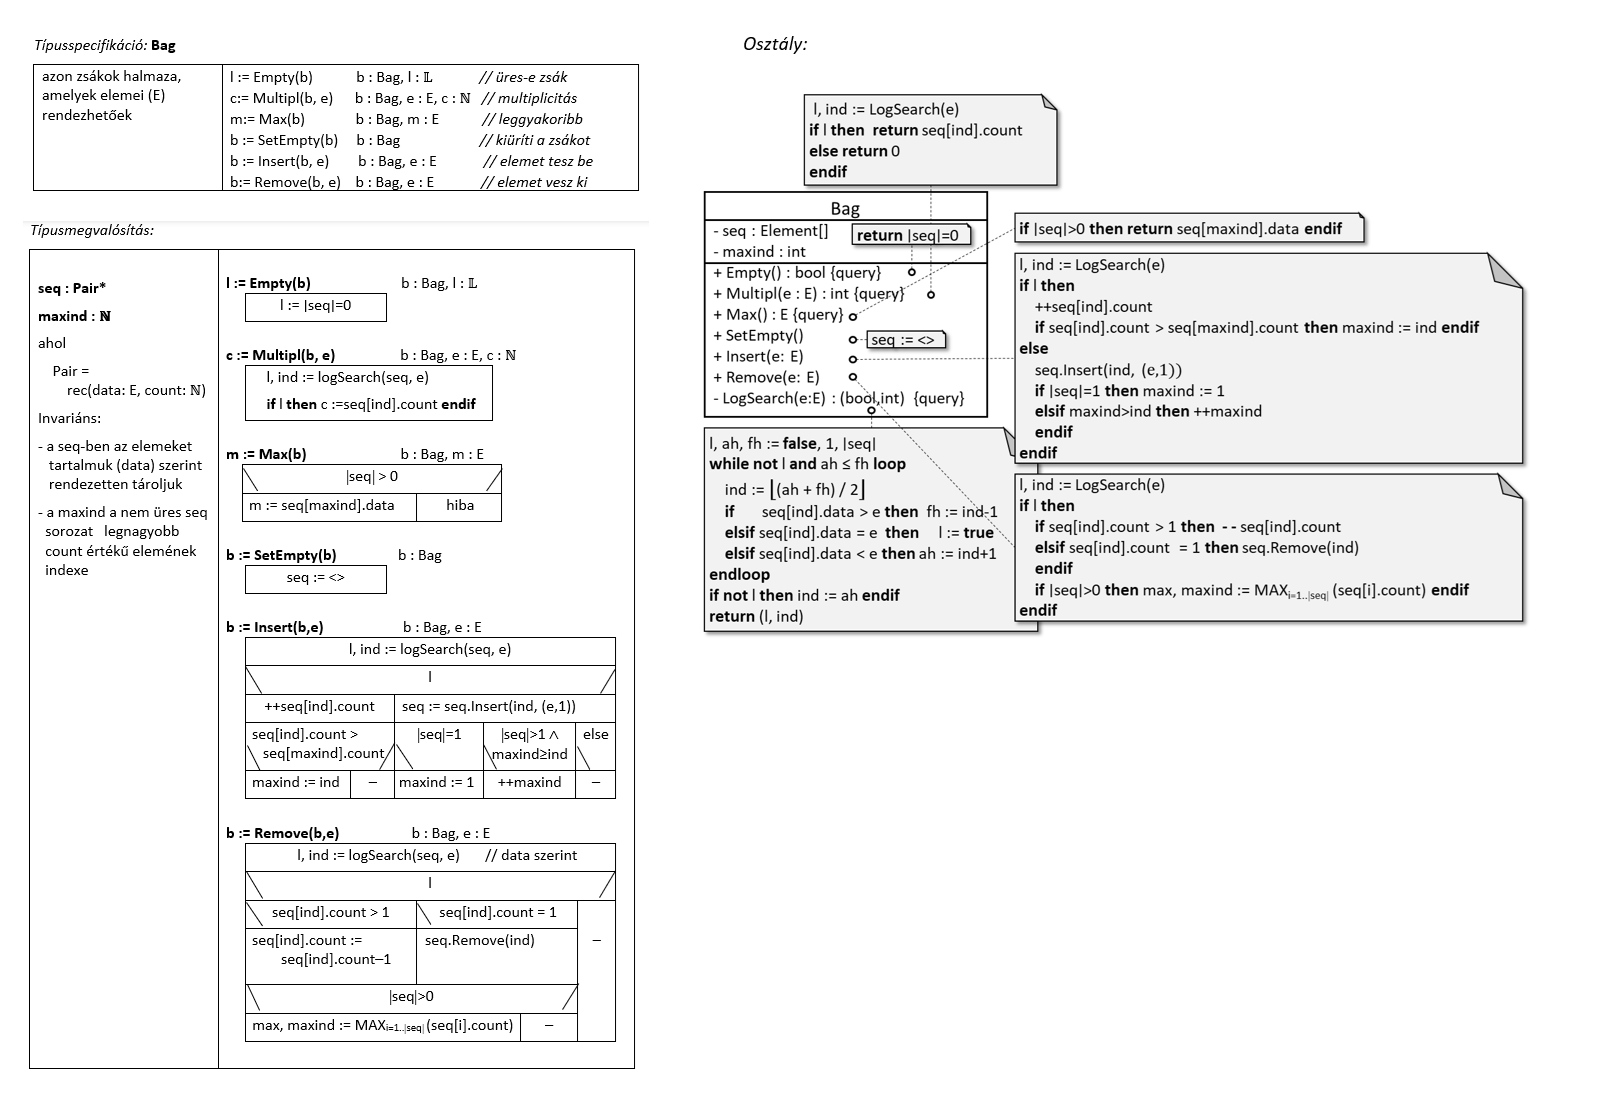 Típusspecifikáció: Bag
azon zsákok halmaza,
amelyek elemei (E)
rendezhetőek
l := Empty(b) b : Bag, l : 𝕃 // üres-e zsák
c:= Multipl(b, e) b : Bag, e : E, c : ℕ // multiplicitás
m:= Max(b) b : Bag, m : E // leggyakoribb
b := SetEmpty(b) b : Bag // kiüríti a zsákot
b := Insert(b, e) b : Bag, e : E // elemet tesz be
b:= Remove(b, e) b : Bag, e : E // elemet vesz ki
Típusmegvalósítás:
seq : Pair*
maxind : ℕ
ahol
Pair =
rec(data: E, count: ℕ)
Invariáns:
- a seq-ben az elemeket
tartalmuk (data) szerint
rendezetten tároljuk
- a maxind a nem üres seq
sorozat legnagyobb
count értékű elemének
indexe
l := Empty(b) b : Bag, l : 𝕃
l := |seq|=0
c := Multipl(b, e) b : Bag, e : E, c : ℕ
l, ind := logSearch(seq, e)
if l then c :=seq[ind].count endif
m := Max(b) b : Bag, m : E
|seq| > 0
m := seq[maxind].data hiba
b := SetEmpty(b) b : Bag
seq := <>
b := Insert(b,e) b : Bag, e : E
l, ind := logSearch(seq, e)
l
++seq[ind].count seq := seq.Insert(ind, (e,1))
seq[ind].count > |seq|=1 |seq|>1 ∧ else
seq[maxind].count maxind≥ind
maxind := ind – maxind := 1 ++maxind –
b := Remove(b,e) b : Bag, e : E
l, ind := logSearch(seq, e) // data szerint
l
seq[ind].count > 1 seq[ind].count = 1
seq[ind].count := seq.Remove(ind) –
seq[ind].count–1
|seq|>0
max, maxind := MAXi=1..|seq| (seq[i].count) –
Osztály:
l, ind := LogSearch(e)
if l then return seq[ind].count
else return 0
endif
Bag
- seq : Element[]
return |seq|=0
- maxind : int
+ Empty() : bool {query}
+ Multipl(e : E) : int {query}
+ Max() : E {query}
+ SetEmpty()
seq := <>
+ Insert(e: E)
+ Remove(e: E)
- LogSearch(e:E) : (bool,int) {query}
if |seq|>0 then return seq[maxind].data endif
l, ind := LogSearch(e)
if l then
++seq[ind].count
if seq[ind].count > seq[maxind].count then maxind := ind endif
else
seq.Insert(ind, (e,1))
if |seq|=1 then maxind := 1
elsif maxind>ind then ++maxind
endif
endif
l, ah, fh := false, 1, |seq|
while not l and ah ≤ fh loop
ind := ⌊(ah + fh) / 2⌋
if seq[ind].data > e then fh := ind-1
elsif seq[ind].data = e then l := true
elsif seq[ind].data < e then ah := ind+1
endloop
if not l then ind := ah endif
return (l, ind)
l, ind := LogSearch(e)
if l then
if seq[ind].count > 1 then - - seq[ind].count
elsif seq[ind].count = 1 then seq.Remove(ind)
endif
if |seq|>0 then max, maxind := MAXi=1..|seq| (seq[i].count) endif
endif